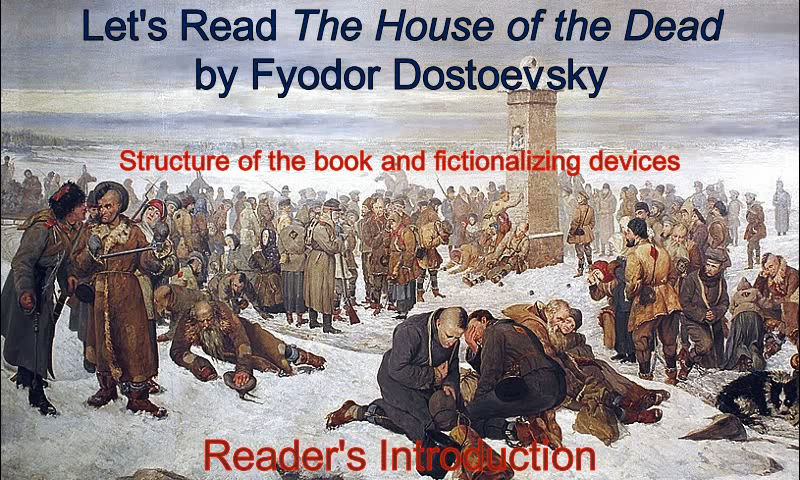 Let's Read The House of the Dead
by Fyodor Dostoevsky
Structure of the book and fictionalizing devices
Reader's Introduction